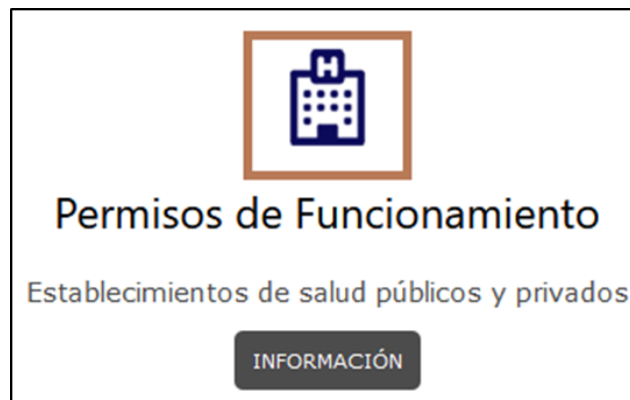 H
Permisos de Funcionamiento
Establecimientos de salud públicos y privados
INFORMACIÓN